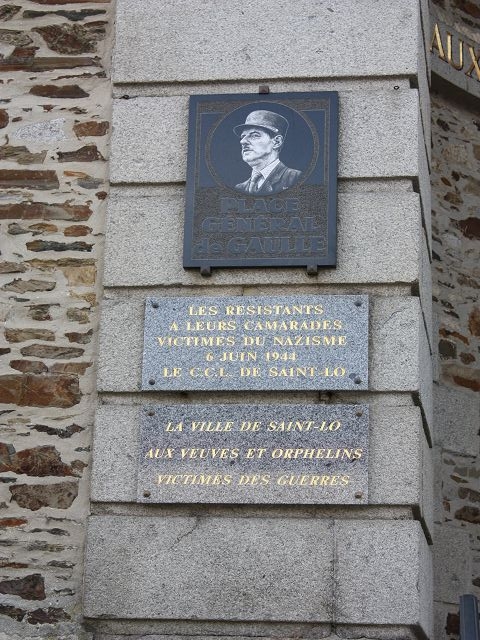 AUX
PLACE
GÉNÉRAL
de GAULLE
LES RESISTANTS
A LEURS CAMARADES
VICTIMES DU NAZISME
6 JUIN 1944
LE C.C.L. DE SAINT-LO
LA VILLE DE SAINT-LO
AUX VEUVES ET ORPHELINS
VICTIMES DES GUERRES